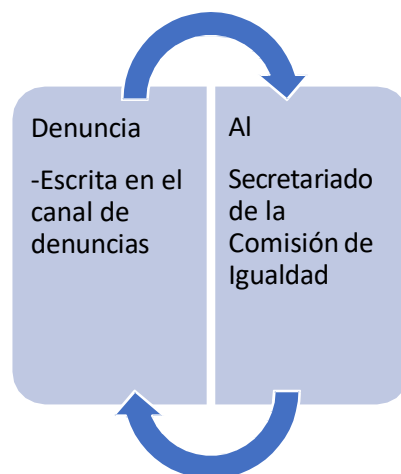 Denuncia
-Escrita en el
canal de
denuncias
Al
Secretariado
de la
Comisión de
Igualdad